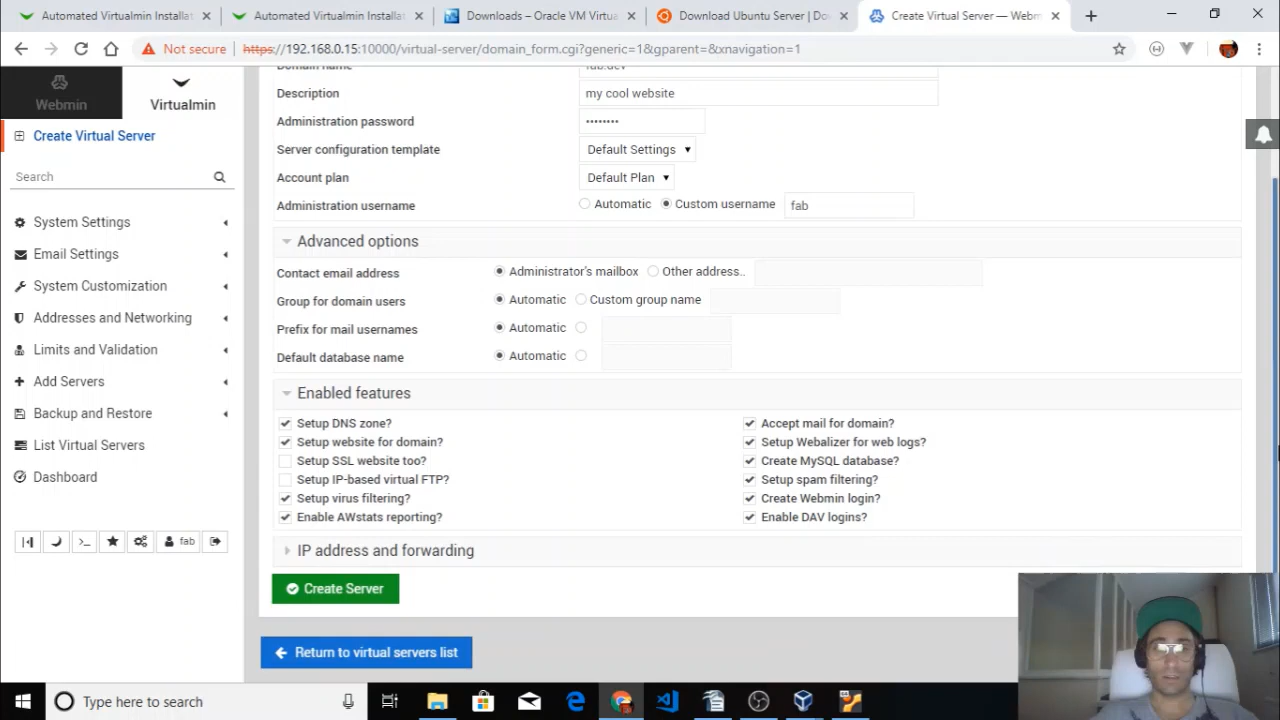 Automated Virtualmin Installat
Automated Virtualmin Installat
Downloads – Oracle VM Virtua
Download Ubuntu Server | Do
Create Virtual Server — Webm
Not secure
https://192.168.0.15:10000/virtual-server/domain_form.cgi?generic=1&gparent=&xnavigation=1
Webmin
Virtualmin
Create Virtual Server
Search
System Settings
Email Settings
System Customization
Addresses and Networking
Limits and Validation
Add Servers
Backup and Restore
List Virtual Servers
Dashboard
fab
Domain name fab.dev
Description my cool website
Administration password ••••••••
Server configuration template Default Settings
Account plan Default Plan
Administration username Automatic Custom username fab
Advanced options
Contact email address Administrator's mailbox Other address..
Group for domain users Automatic Custom group name
Prefix for mail usernames Automatic
Default database name Automatic
Enabled features
Setup DNS zone? Accept mail for domain?
Setup website for domain? Setup Webalizer for web logs?
Setup SSL website too? Create MySQL database?
Setup IP-based virtual FTP? Setup spam filtering?
Setup virus filtering? Create Webmin login?
Enable AWstats reporting? Enable DAV logins?
IP address and forwarding
Create Server
Return to virtual servers list
Type here to search